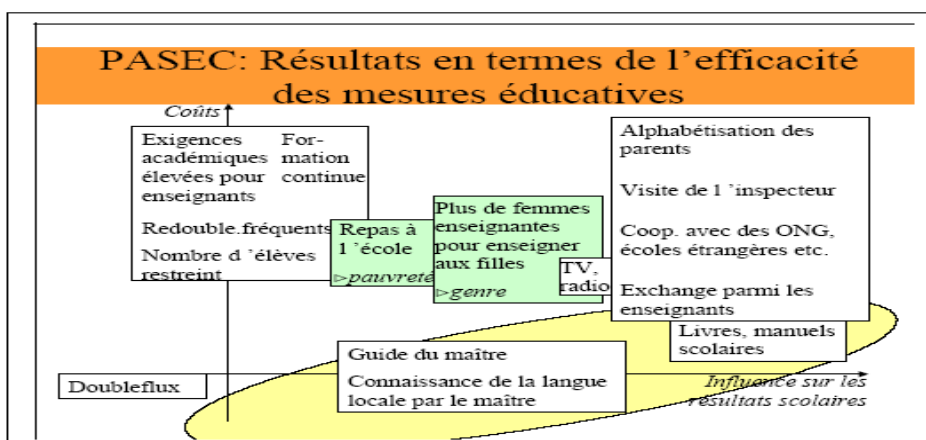 PASEC: Résultats en termes de l'efficacité
des mesures éducatives
Coûts
Exigences For-
académiques mation
élevées pour continue
enseignants
Redouble.fréquents
Nombre d 'élèves
restreint
Repas à
l 'école
▹pauvreté
Plus de femmes
enseignantes
pour enseigner
aux filles
▹genre
TV,
radio
Alphabétisation des
parents
Visite de l 'inspecteur
Coop. avec des ONG,
écoles étrangères etc.
Exchange parmi les
enseignants
Livres, manuels
scolaires
Guide du maître
Connaissance de la langue
locale par le maître
Doubleflux
Influence sur les
résultats scolaires